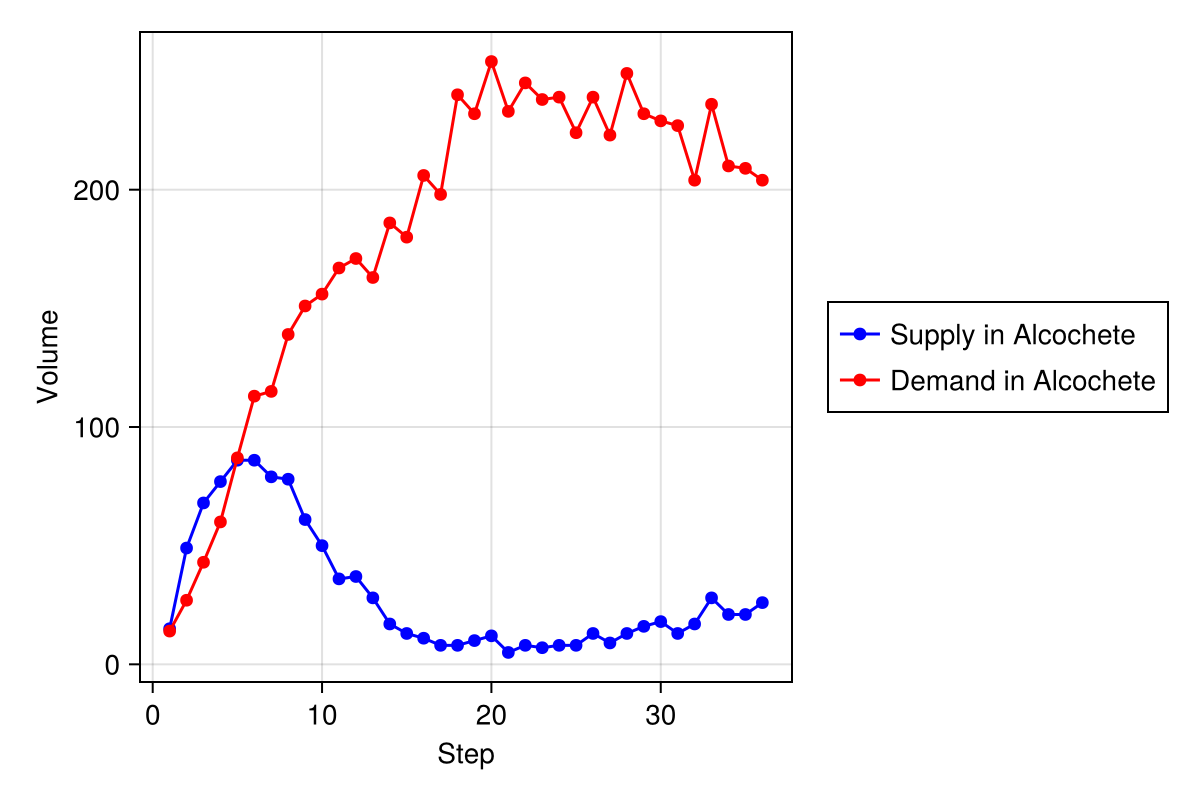 200
100
0
Volume
0 10 20 30
Step
Supply in Alcochete
Demand in Alcochete